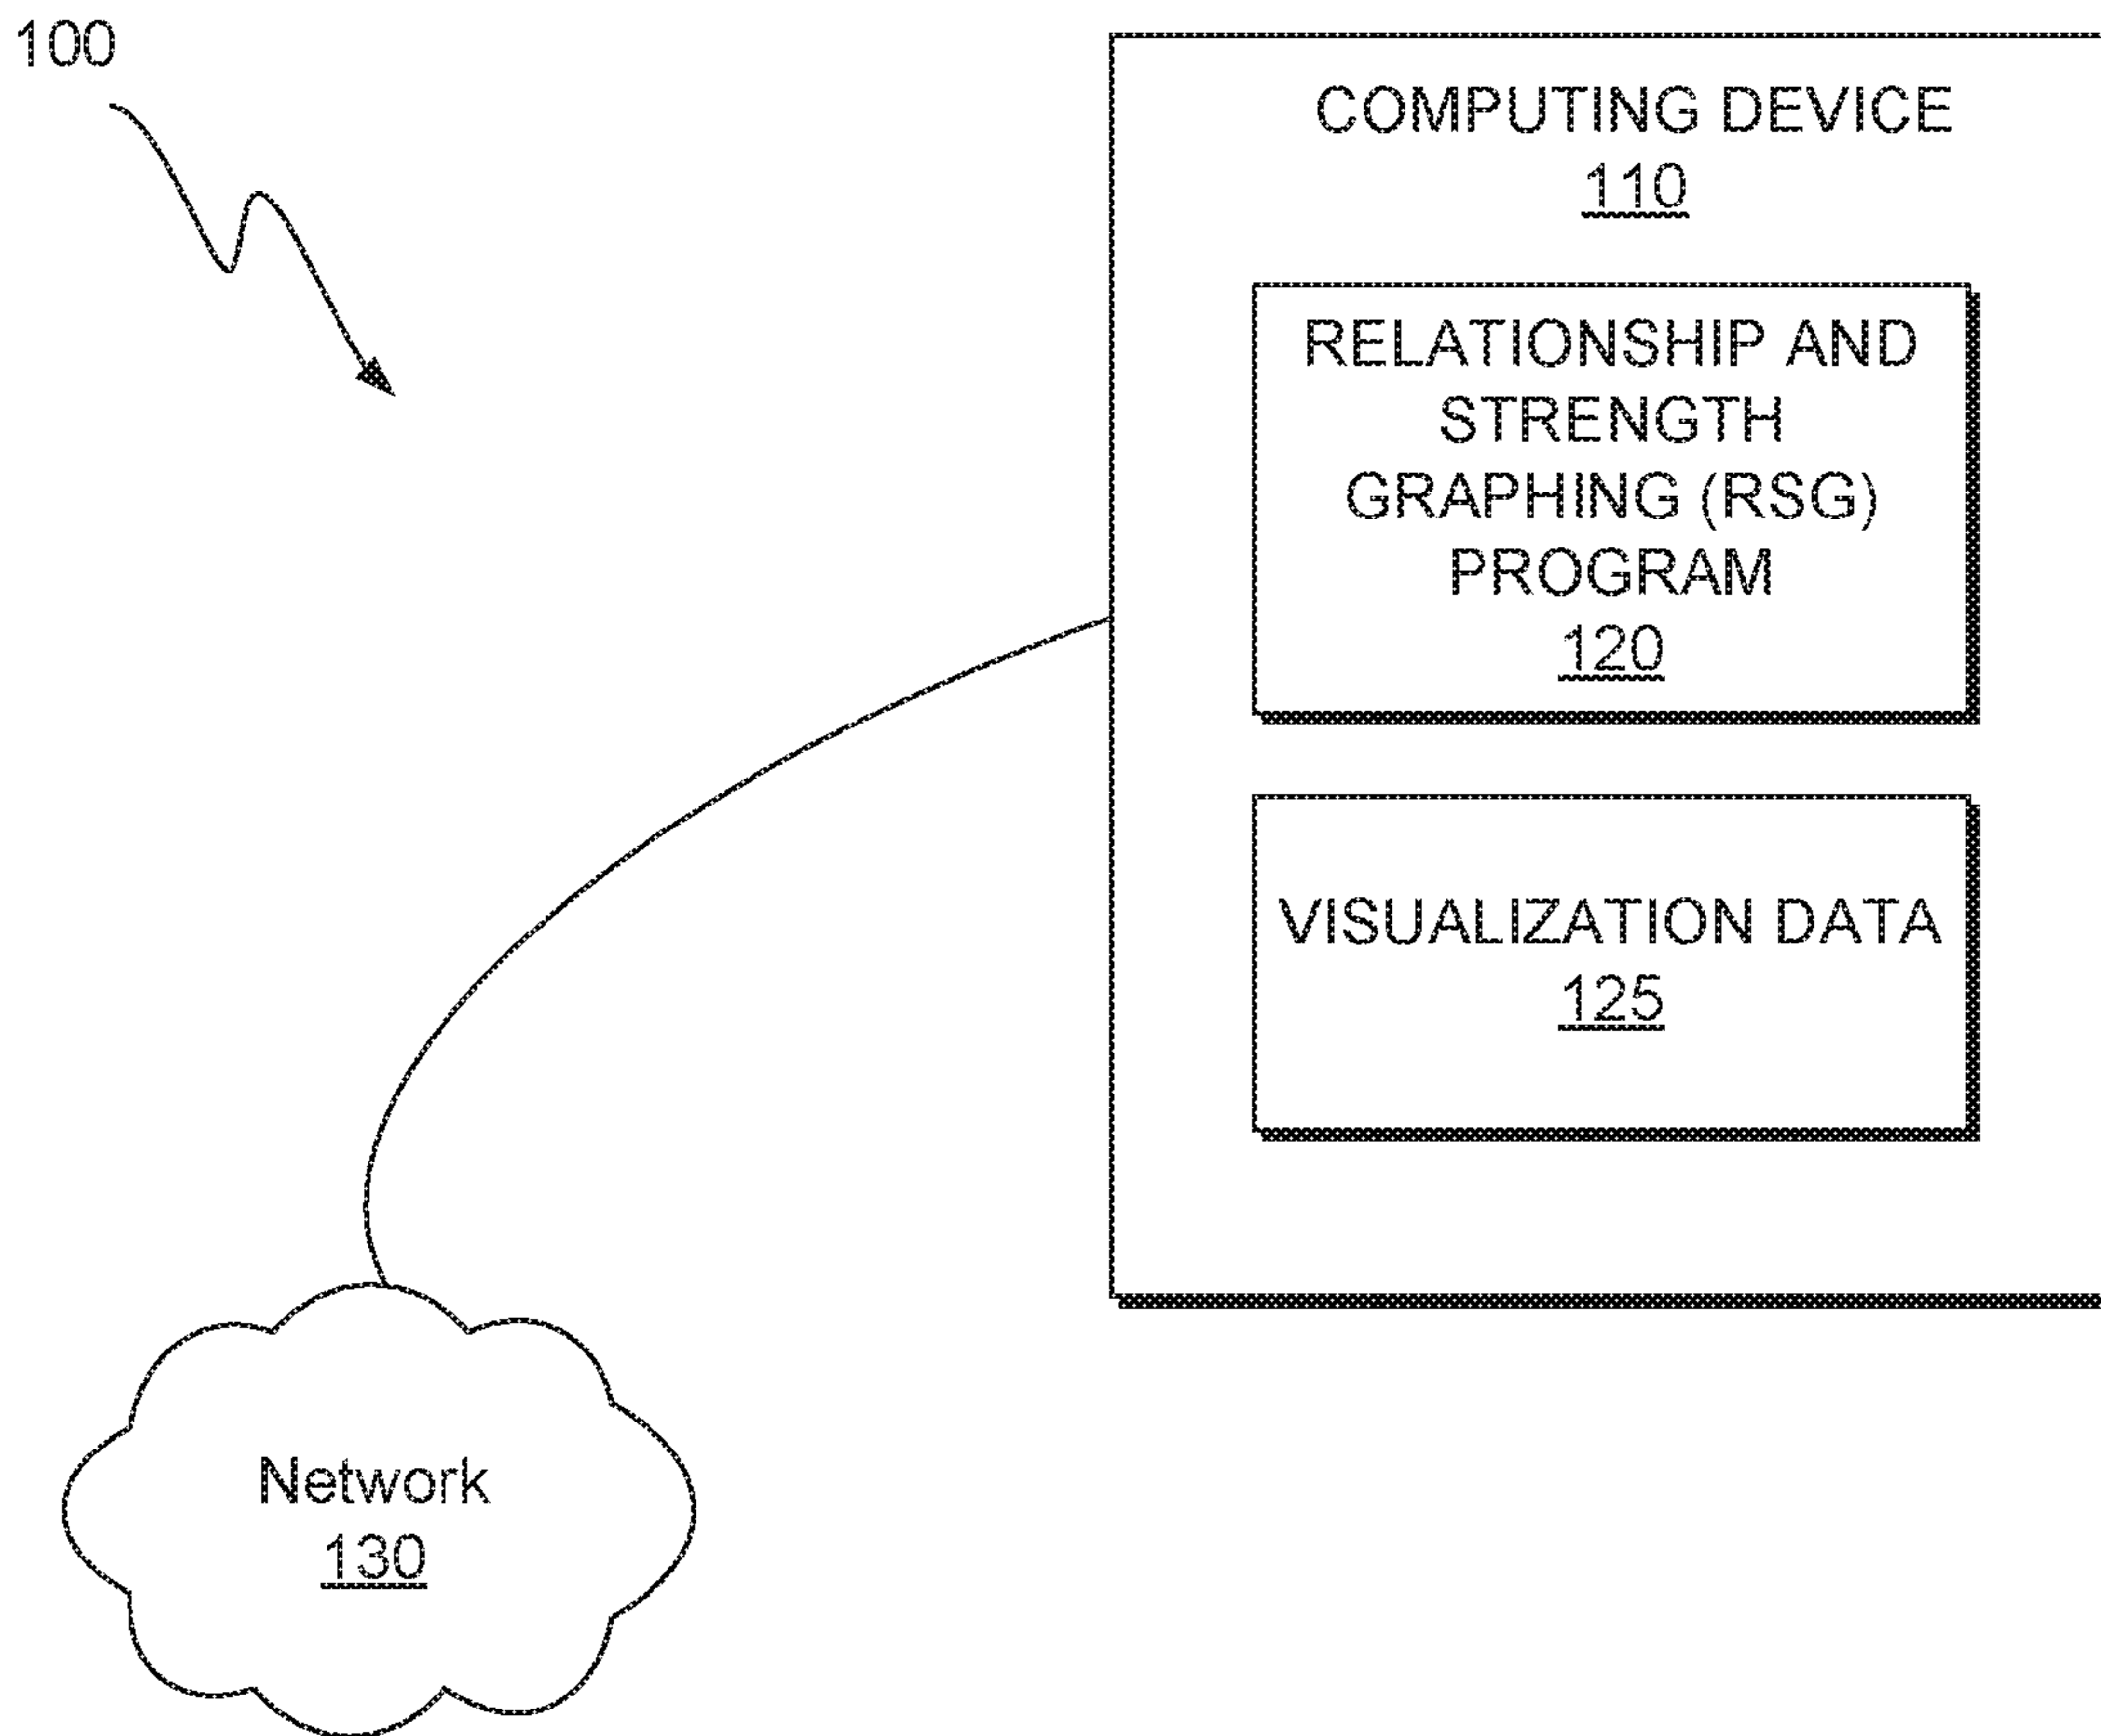 100
COMPUTING DEVICE
110
RELATIONSHIP AND
STRENGTH
GRAPHING (RSG)
PROGRAM
120
VISUALIZATION DATA
125
Network
130